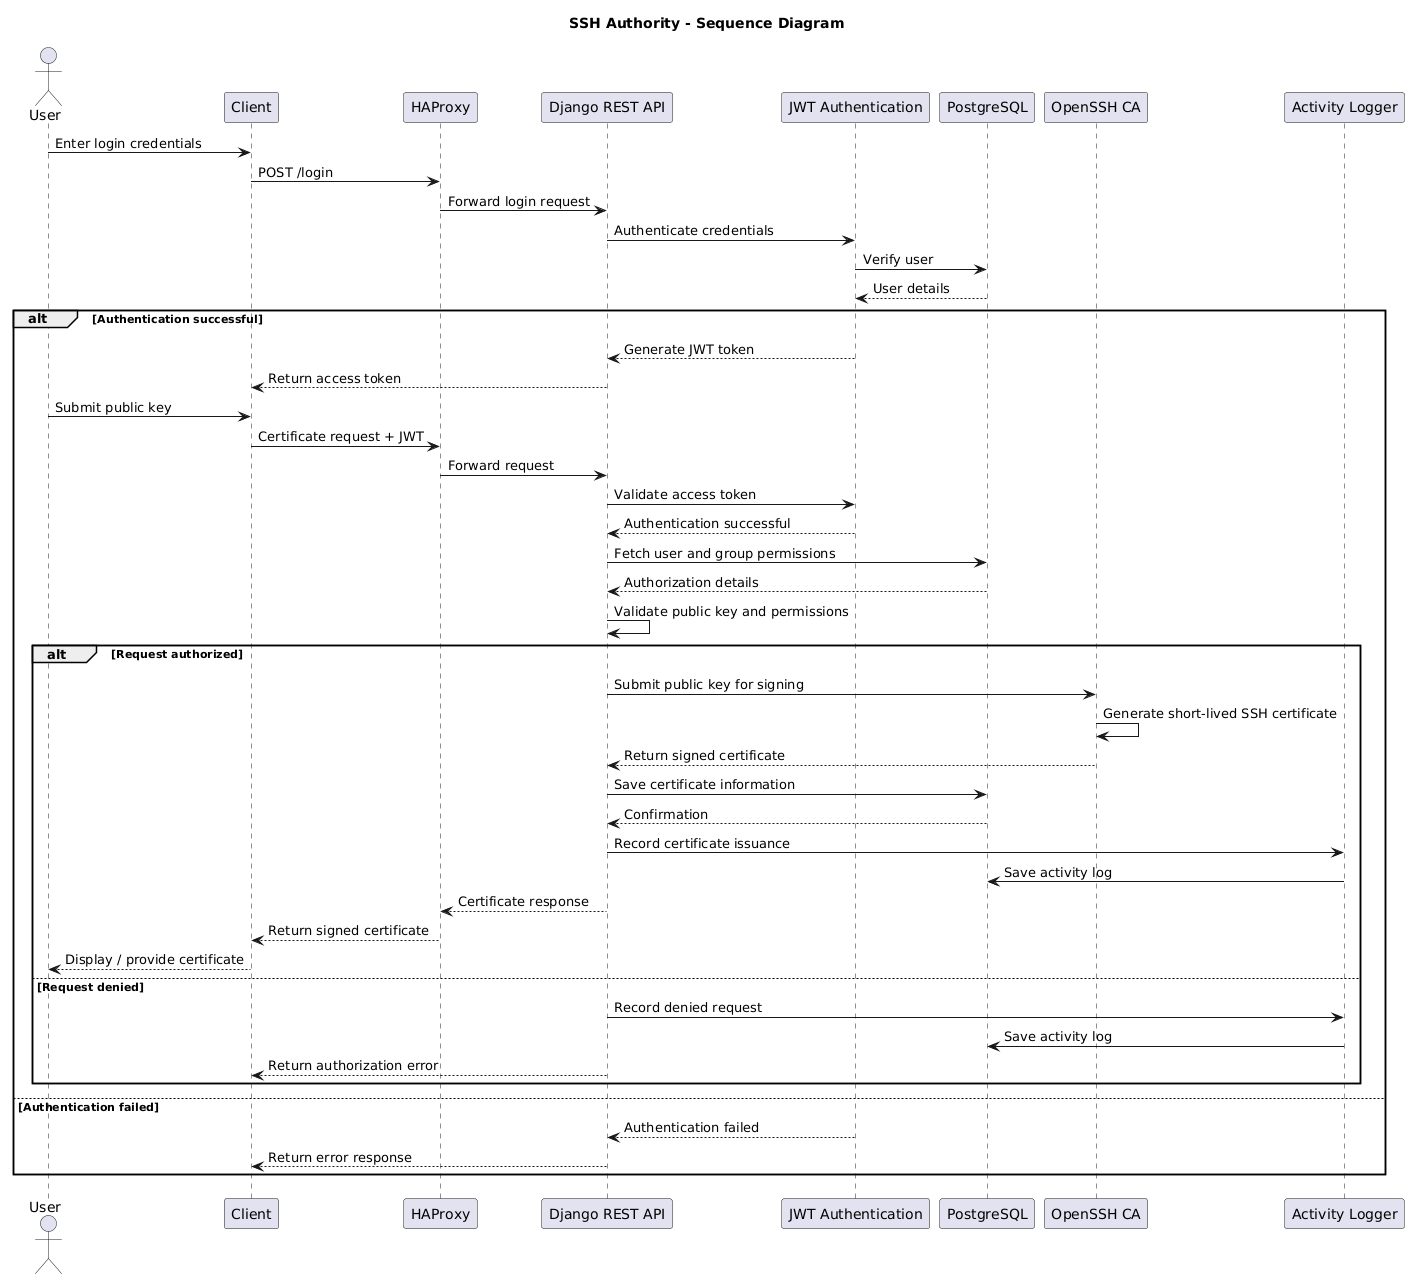 SSH Authority - Sequence Diagram
User
Client
HAProxy
Django REST API
JWT Authentication
PostgreSQL
OpenSSH CA
Activity Logger
Enter login credentials
POST /login
Forward login request
Authenticate credentials
Verify user
User details
alt
[Authentication successful]
Generate JWT token
Return access token
Submit public key
Certificate request + JWT
Forward request
Validate access token
Authentication successful
Fetch user and group permissions
Authorization details
Validate public key and permissions
alt
[Request authorized]
Submit public key for signing
Generate short-lived SSH certificate
Return signed certificate
Save certificate information
Confirmation
Record certificate issuance
Save activity log
Certificate response
Return signed certificate
Display / provide certificate
[Request denied]
Record denied request
Save activity log
Return authorization error
[Authentication failed]
Authentication failed
Return error response
User
Client
HAProxy
Django REST API
JWT Authentication
PostgreSQL
OpenSSH CA
Activity Logger